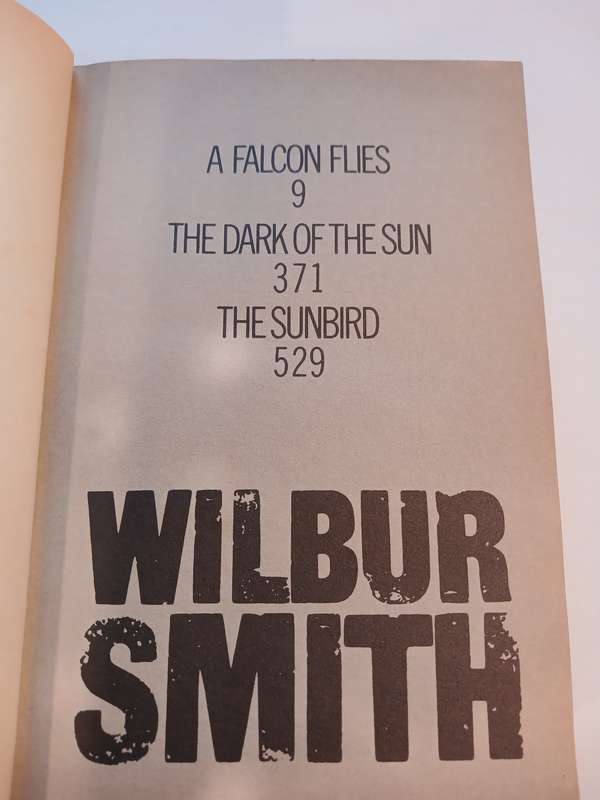 A FALCON FLIES
9
THE DARK OF THE SUN
371
THE SUNBIRD
529
WILBUR
SMITH